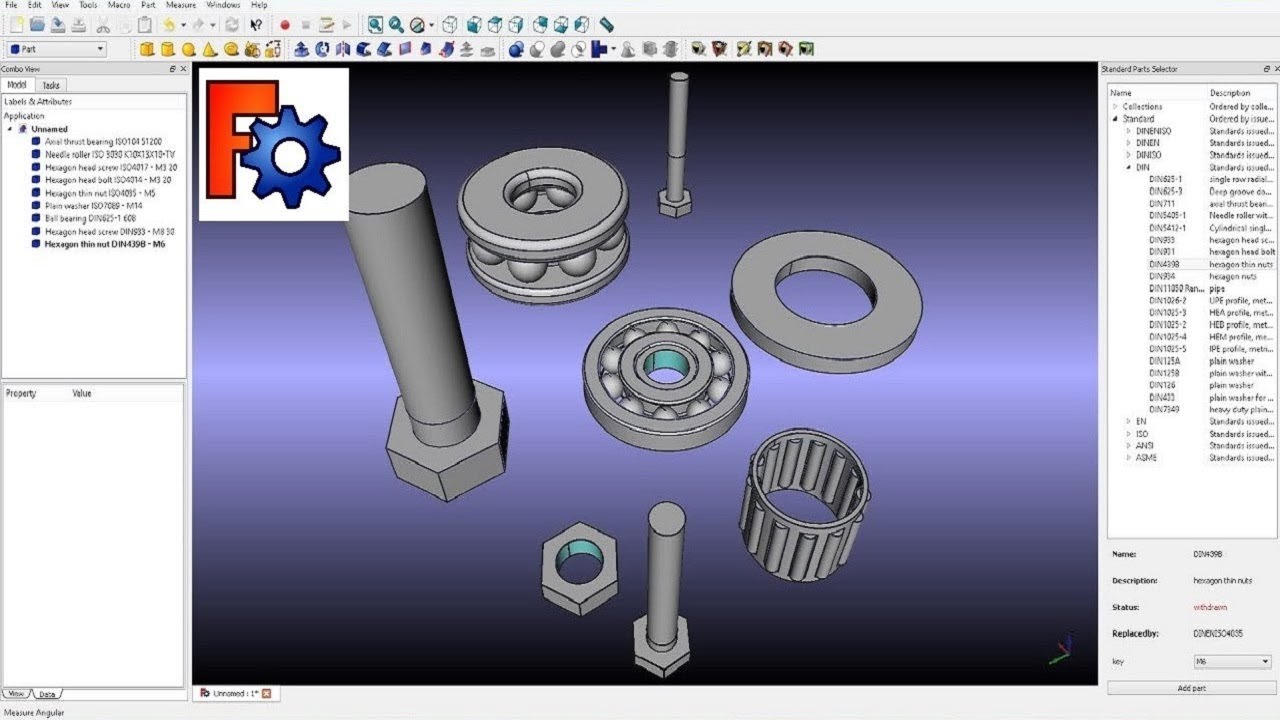 File Edit View Tools Macro Part Measure Windows Help
Part
Combo View
Model Tasks
Labels & Attributes
Application
Unnamed
Axial thrust bearing ISO104 51200
Needle roller ISO 3030 K10X13X10-TV
Hexagon head screw ISO4017 - M3 20
Hexagon head bolt ISO4014 - M3 20
Hexagon thin nut ISO4035 - M5
Plain washer ISO7089 - M14
Ball bearing DIN625-1 608
Hexagon head screw DIN933 - M8 30
Hexagon thin nut DIN439B - M6
Property Value
View Data
Measure Angular
Unnamed : 1*
Standard Parts Selector
Name Description
Collections Ordered by colle...
Standard Ordered by issue...
DINENISO Standards issued...
DINEN Standards issued...
DINISO Standards issued...
DIN Standards issued...
DIN625-1 single row radial...
DIN625-3 Deep groove do...
DIN711 axial thrust bean...
DIN5405-1 Needle roller wit...
DIN5412-1 Cylindrical singl...
DIN933 hexagon head sc...
DIN931 hexagon head bolt
DIN439B hexagon thin nuts
DIN934 hexagon nuts
DIN11850 Ran... pipe
DIN1026-2 UPE profile, met...
DIN1025-3 HEA profile, met...
DIN1025-2 HEB profile, met...
DIN1025-4 HEM profile, met...
DIN1025-5 IPE profile, metri...
DIN125A plain washer
DIN125B plain washer wit...
DIN126 plain washer
DIN433 plain washer for ...
DIN7349 heavy duty plain...
EN Standards issued...
ISO Standards issued...
ANSI Standards issued...
ASME Standards issued...
Name: DIN439B
Description: hexagon thin nuts
Status: withdrawn
Replacedby: DINENISO4035
key M6
Add part